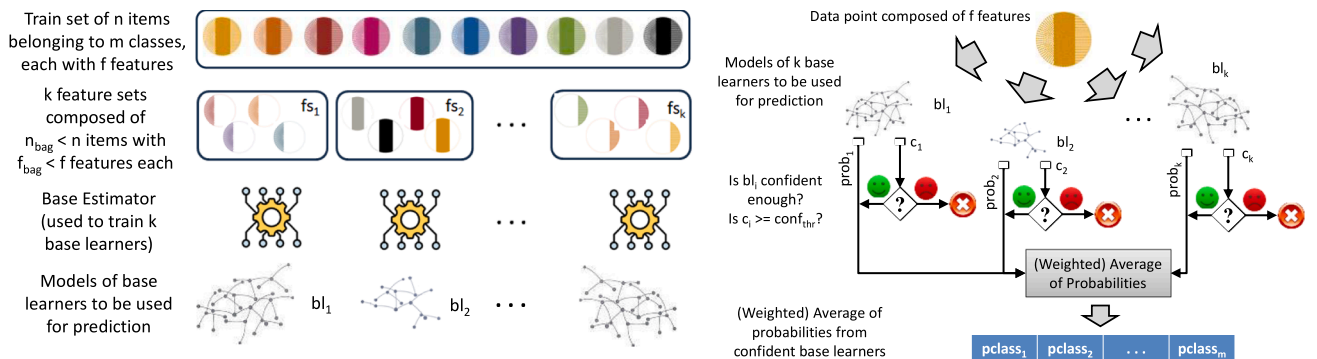 Train set of n items
belonging to m classes,
each with f features
k feature sets
composed of
n_bag < n items with
f_bag < f features each
fs_1
fs_2
. . .
fs_k
Base Estimator
(used to train k
base learners)
. . .
Models of base
learners to be used
for prediction
bl_1
bl_2
. . .
Data point composed of f features
Models of k base
learners to be used
for prediction
bl_1
bl_2
. . .
bl_k
prob_1
c_1
prob_2
c_2
prob_k
c_k
Is bl_i confident
enough?
Is c_i >= conf_thr?
?
?
?
(Weighted) Average
of Probabilities
(Weighted) Average of
probabilities from
confident base learners
pclass_1
pclass_2
. . .
pclass_m